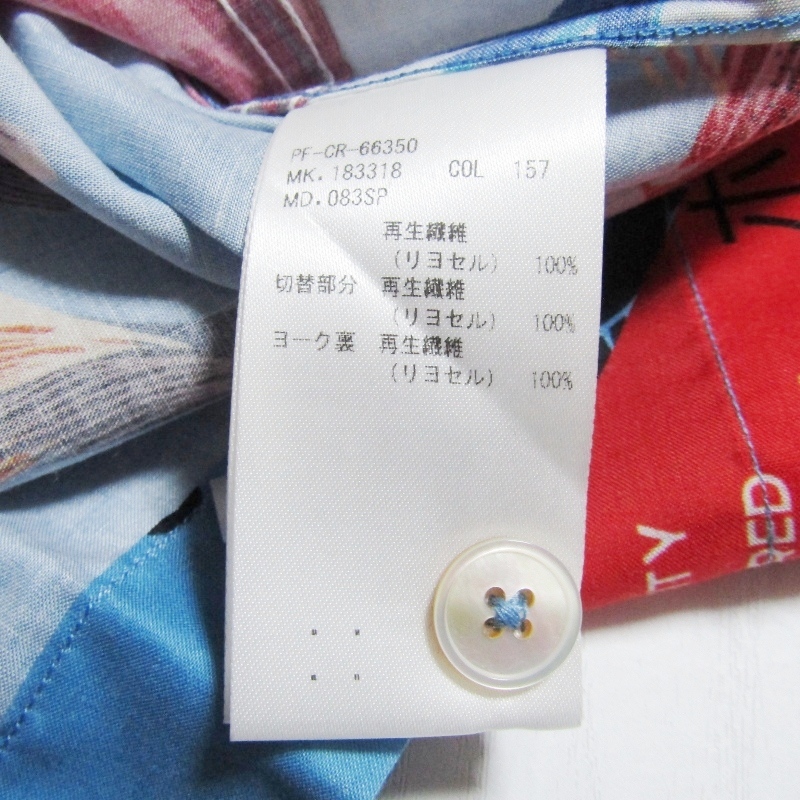 PF-CR-66350
MK. 183318 COL 157
MD. 083SP
再生繊維
(リヨセル) 100%
切替部分 再生繊維
(リヨセル) 100%
ヨーク裏 再生繊維
(リヨセル) 100%
TY
RED